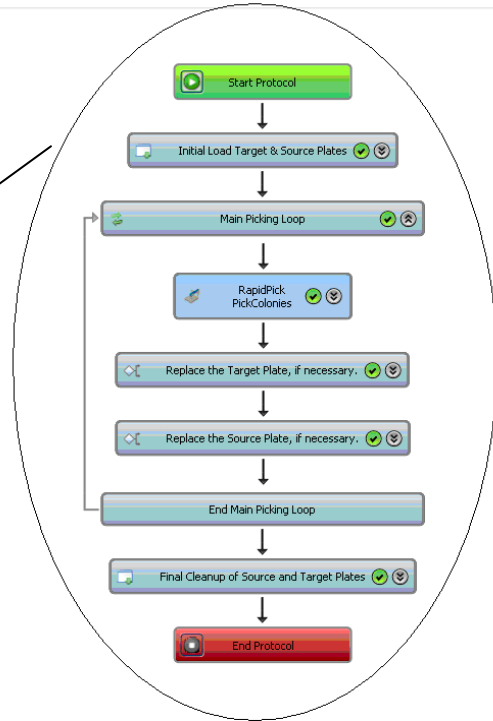 Start Protocol
Initial Load Target & Source Plates
Main Picking Loop
RapidPick
PickColonies
Replace the Target Plate, if necessary.
Replace the Source Plate, if necessary.
End Main Picking Loop
Final Cleanup of Source and Target Plates
End Protocol